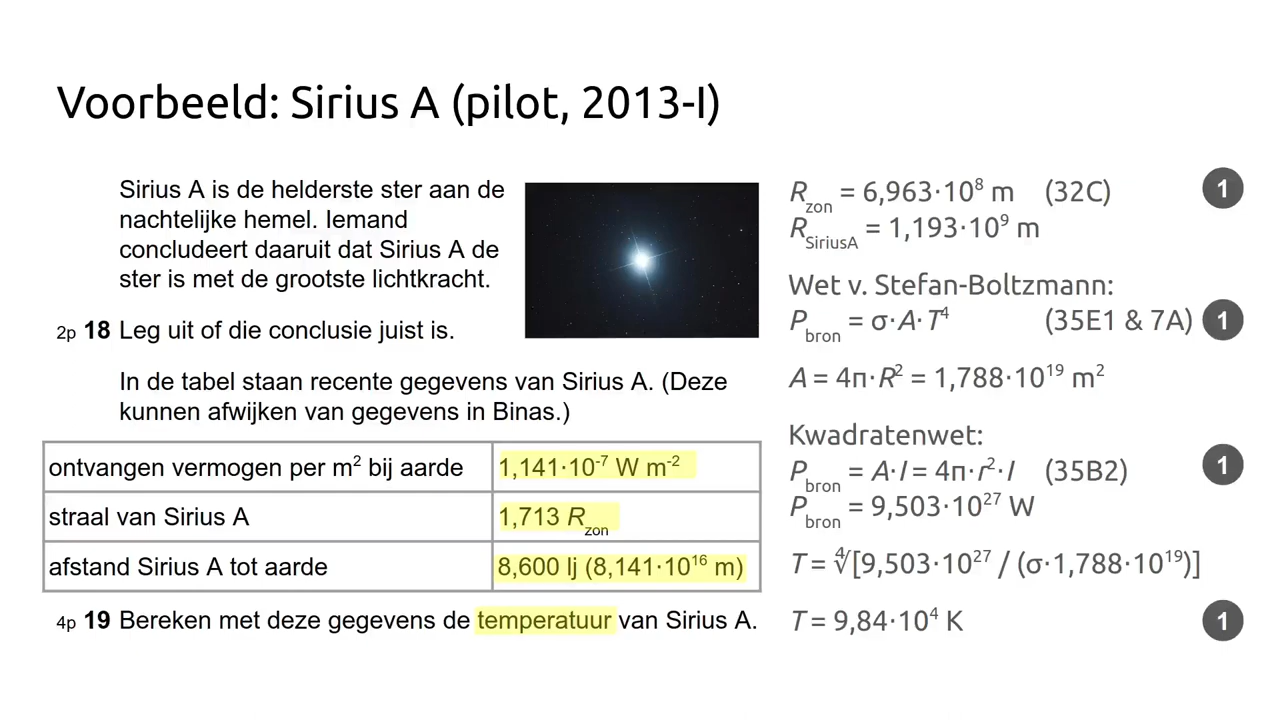 Voorbeeld: Sirius A (pilot, 2013-I)
Sirius A is de helderste ster aan de
nachtelijke hemel. Iemand
concludeert daaruit dat Sirius A de
ster is met de grootste lichtkracht.
2p 18 Leg uit of die conclusie juist is.
In de tabel staan recente gegevens van Sirius A. (Deze
kunnen afwijken van gegevens in Binas.)
ontvangen vermogen per m² bij aarde 1,141·10⁻⁷ W m⁻²
straal van Sirius A 1,713 R_zon
afstand Sirius A tot aarde 8,600 lj (8,141·10¹⁶ m)
4p 19 Bereken met deze gegevens de temperatuur van Sirius A.
R_zon = 6,963·10⁸ m (32C) 1
R_SiriusA = 1,193·10⁹ m
Wet v. Stefan-Boltzmann:
P_bron = σ·A·T⁴ (35E1 & 7A) 1
A = 4π·R² = 1,788·10¹⁹ m²
Kwadratenwet:
P_bron = A·I = 4π·r²·I (35B2) 1
P_bron = 9,503·10²⁷ W
T = ∜[9,503·10²⁷ / (σ·1,788·10¹⁹)]
T = 9,84·10⁴ K 1